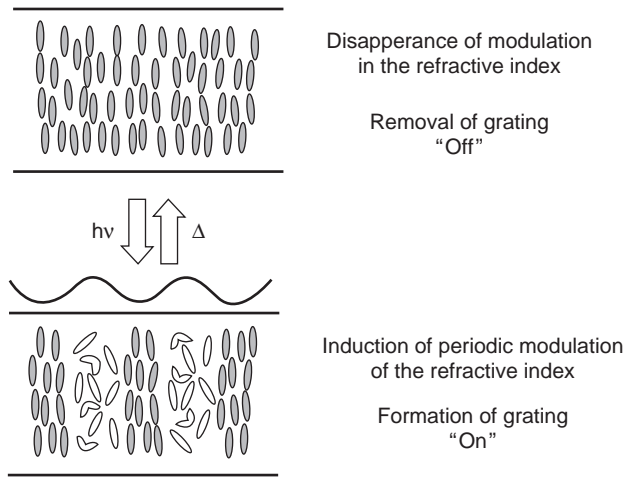 Disapperance of modulation
in the refractive index
Removal of grating
“Off”
hν
Δ
Induction of periodic modulation
of the refractive index
Formation of grating
“On”